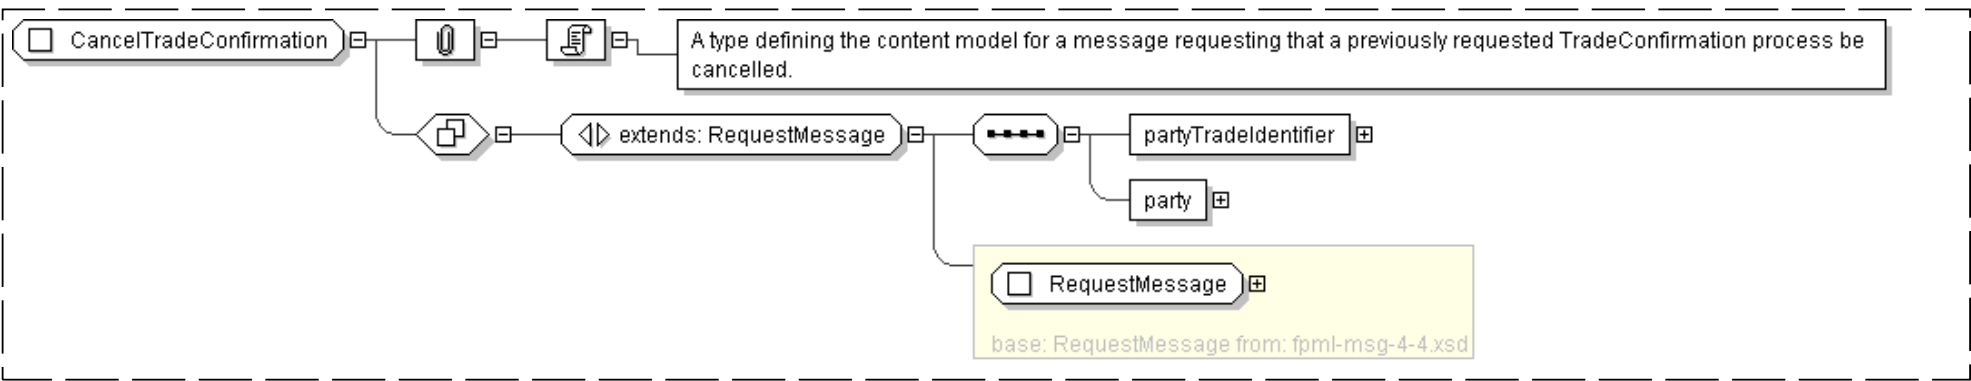 CancelTradeConfirmation
A type defining the content model for a message requesting that a previously requested TradeConfirmation process be
cancelled.
extends: RequestMessage
partyTradeIdentifier
party
RequestMessage
base: RequestMessage from: fpml-msg-4-4.xsd